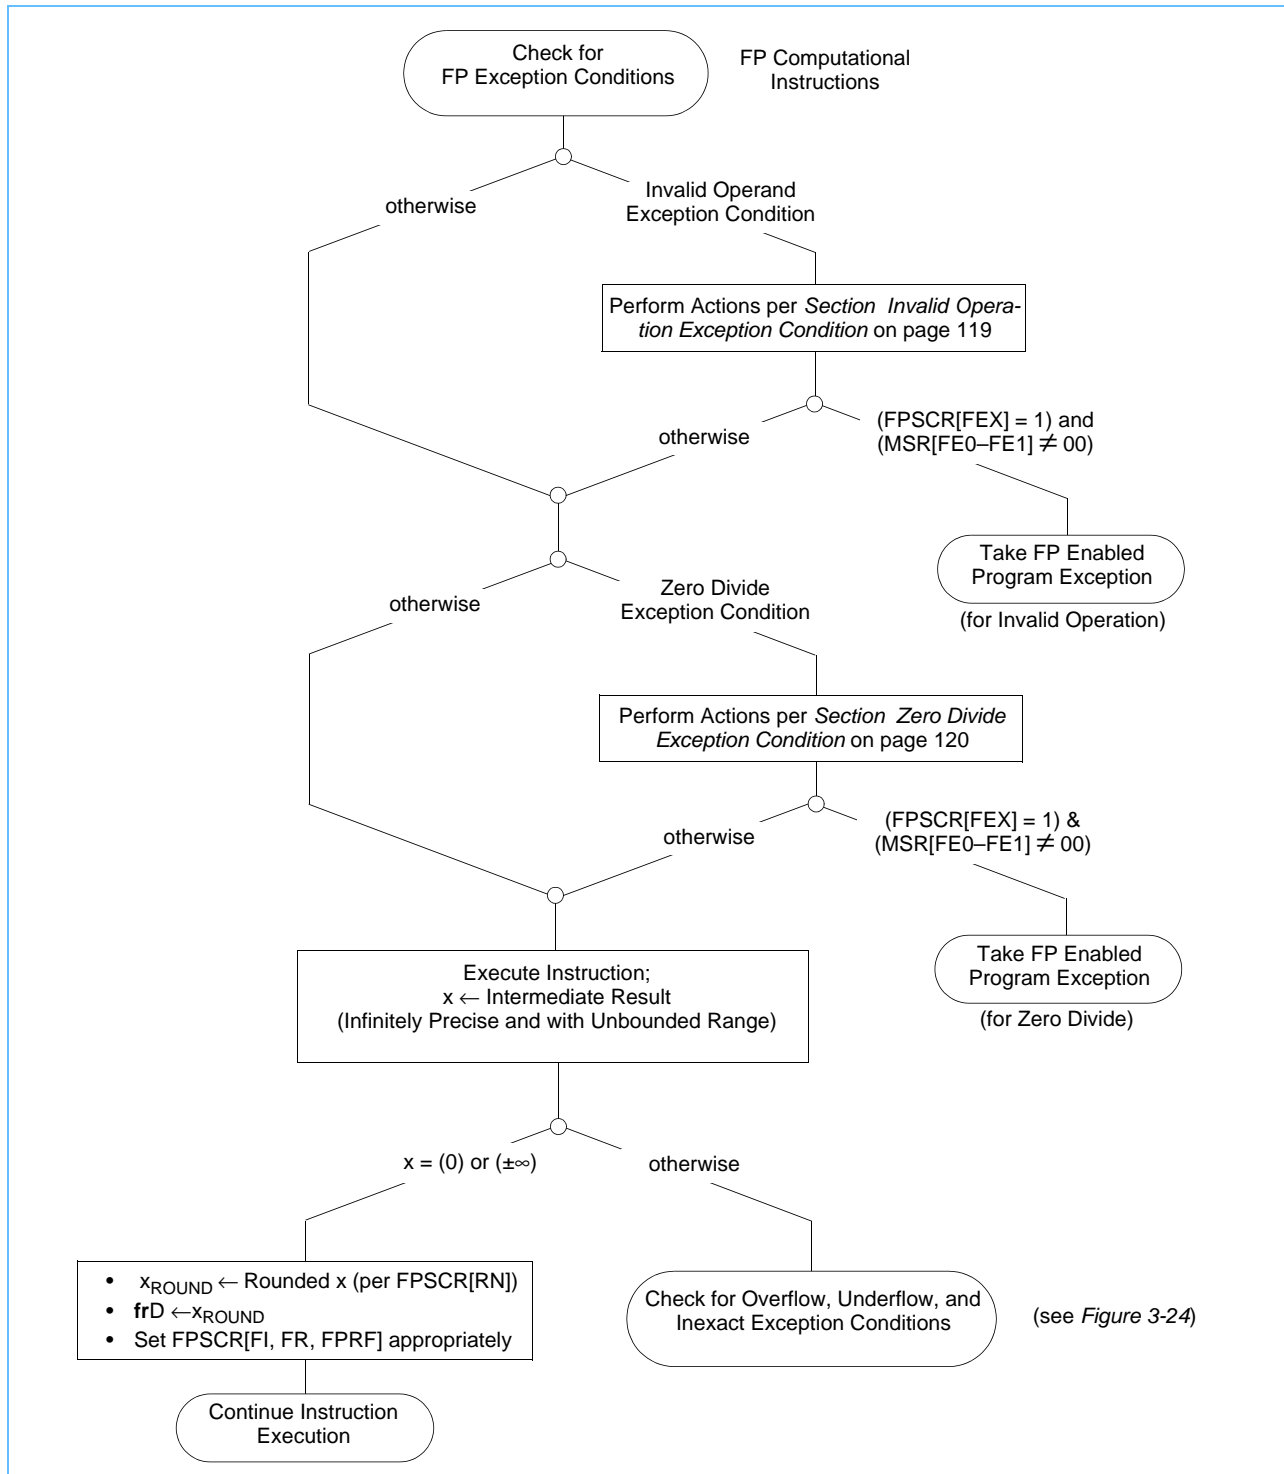 Check for
FP Exception Conditions
FP Computational
Instructions
otherwise
Invalid Operand
Exception Condition
Perform Actions per Section Invalid Opera-
tion Exception Condition on page 119
otherwise
(FPSCR[FEX] = 1) and
(MSR[FE0–FE1] ≠ 00)
Take FP Enabled
Program Exception
(for Invalid Operation)
otherwise
Zero Divide
Exception Condition
Perform Actions per Section Zero Divide
Exception Condition on page 120
otherwise
(FPSCR[FEX] = 1) &
(MSR[FE0–FE1] ≠ 00)
Take FP Enabled
Program Exception
(for Zero Divide)
Execute Instruction;
x ← Intermediate Result
(Infinitely Precise and with Unbounded Range)
x = (0) or (±∞)
otherwise
• xROUND ← Rounded x (per FPSCR[RN])
• frD ←xROUND
• Set FPSCR[FI, FR, FPRF] appropriately
Check for Overflow, Underflow, and
Inexact Exception Conditions
(see Figure 3-24)
Continue Instruction
Execution